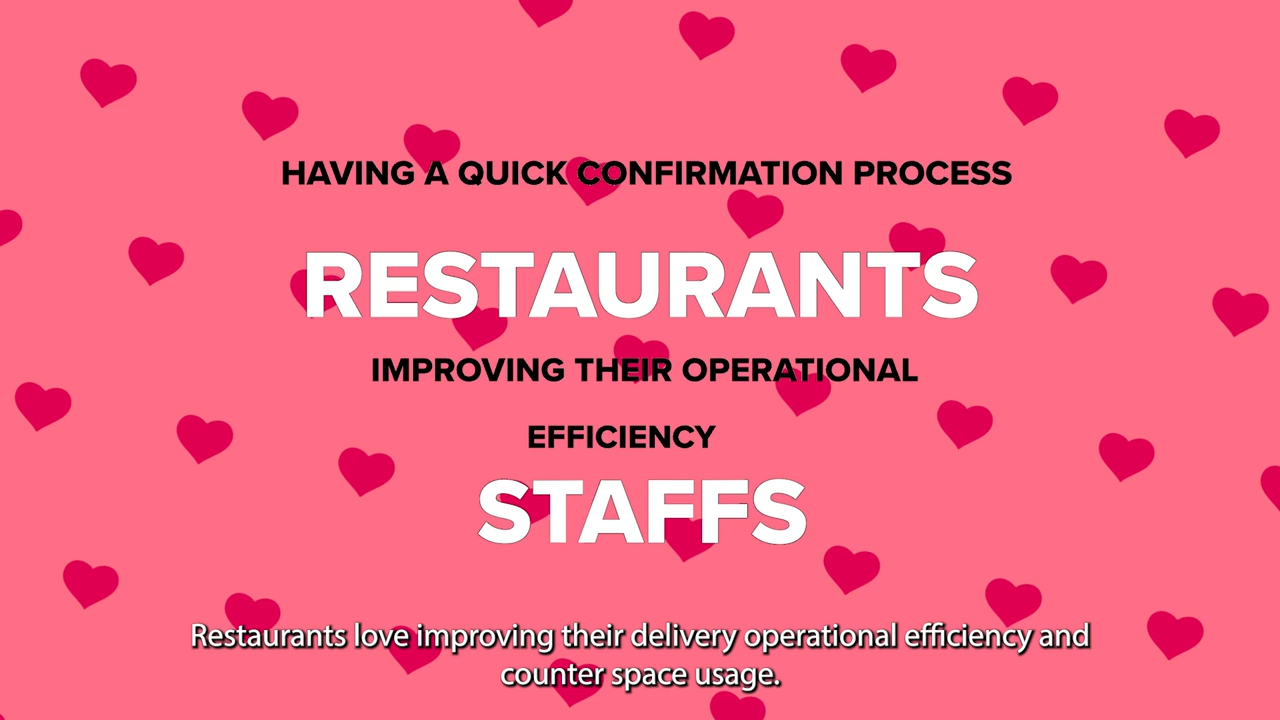 HAVING A QUICK CONFIRMATION PROCESS
RESTAURANTS
IMPROVING THEIR OPERATIONAL
EFFICIENCY
STAFFS
Restaurants love improving their delivery operational efficiency and
counter space usage.